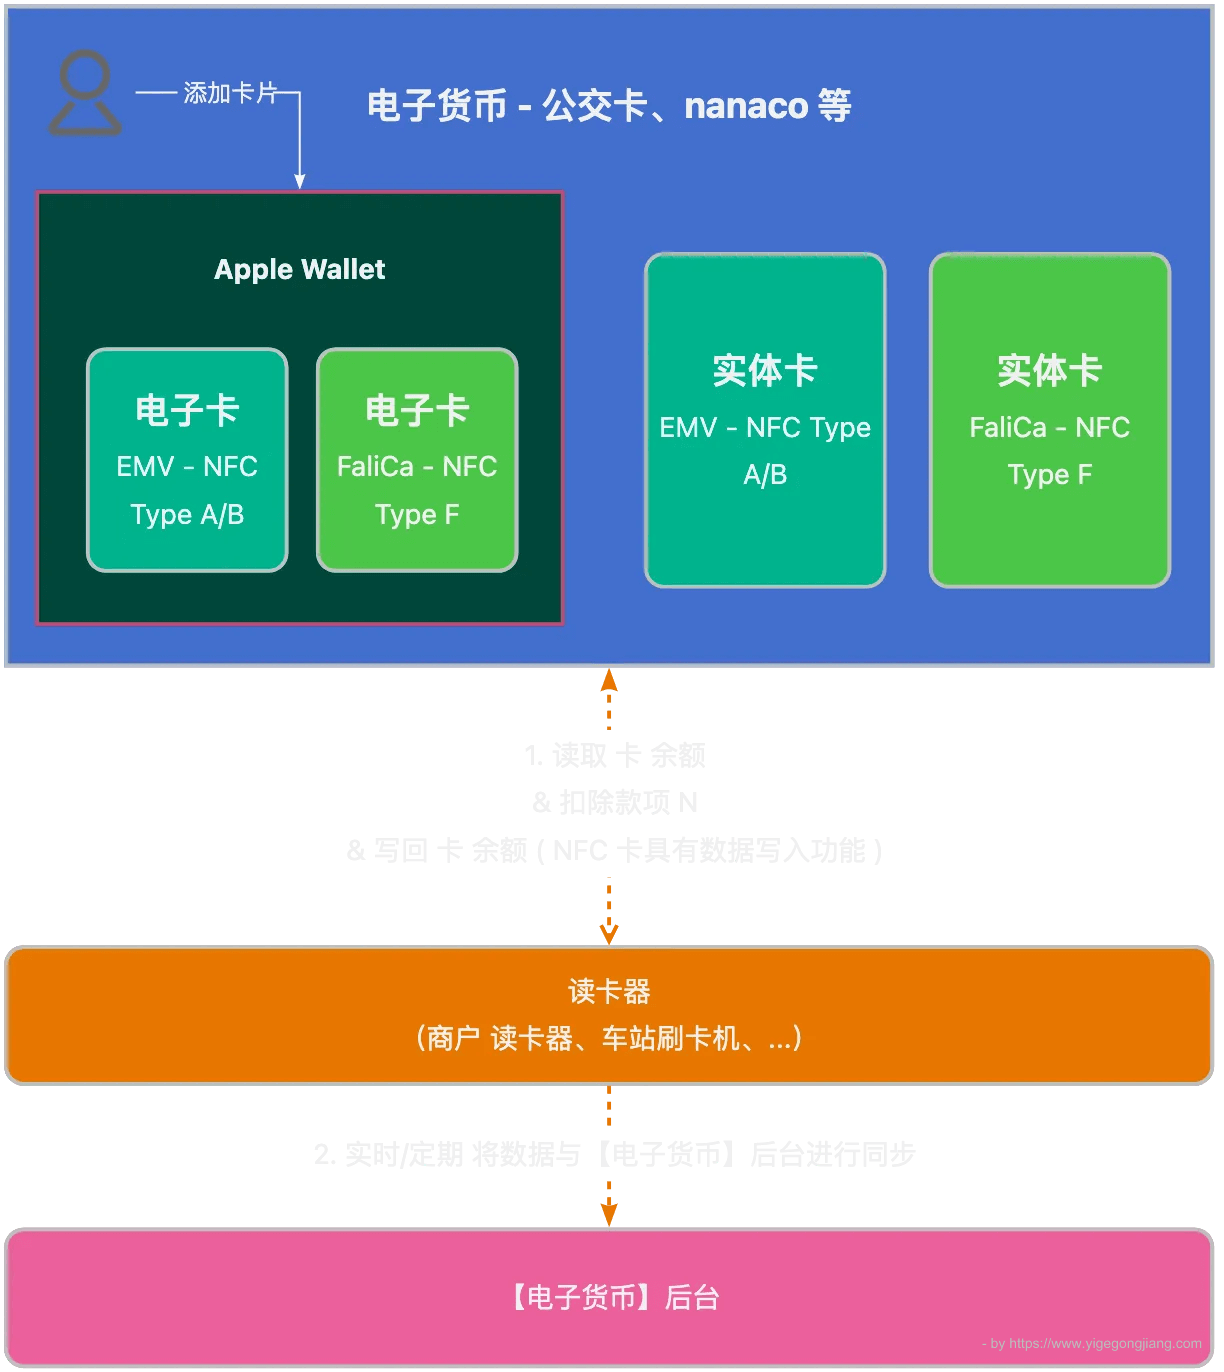 添加卡片
电子货币 - 公交卡、nanaco 等
Apple Wallet
电子卡
EMV - NFC
Type A/B
电子卡
FaliCa - NFC
Type F
实体卡
EMV - NFC Type
A/B
实体卡
FaliCa - NFC
Type F
1. 读取 卡 余额
& 扣除款项 N
& 写回 卡 余额 ( NFC 卡具有数据写入功能 )
读卡器
(商户 读卡器、车站刷卡机、...)
2. 实时/定期 将数据与【电子货币】后台进行同步
【电子货币】后台
- by https://www.yigegongjiang.com